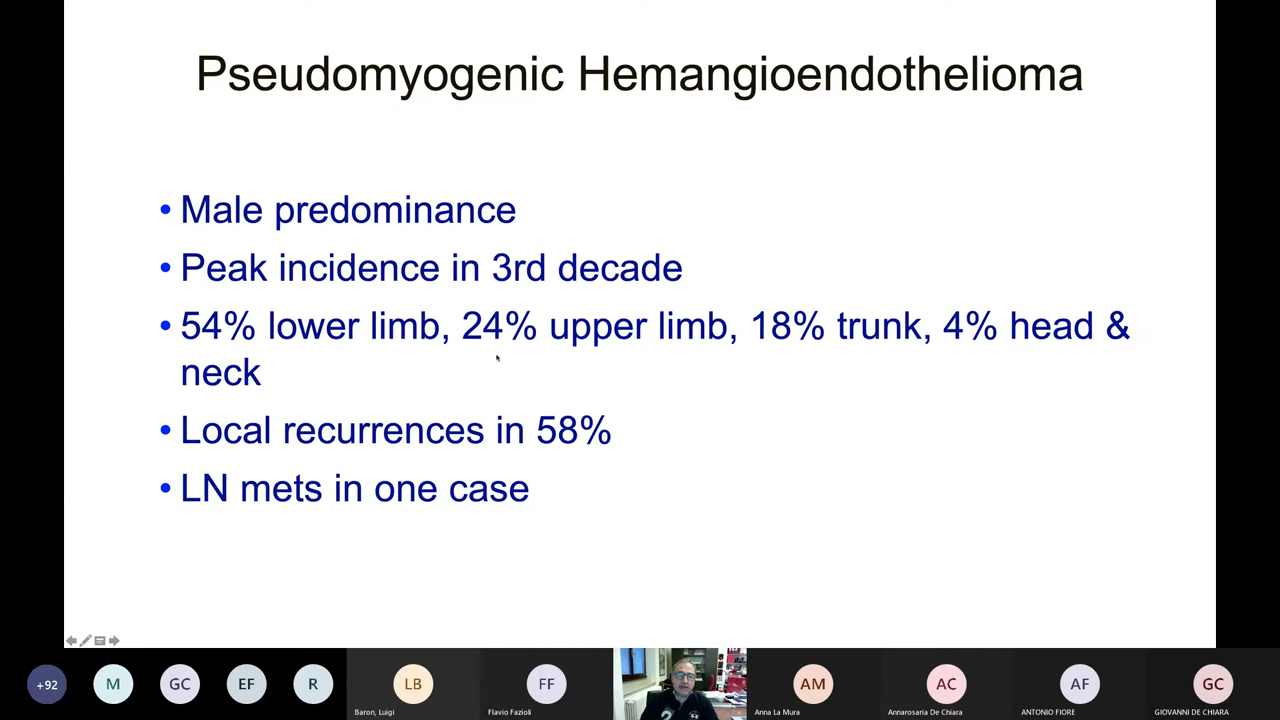 Pseudomyogenic Hemangioendothelioma
• Male predominance
• Peak incidence in 3rd decade
• 54% lower limb, 24% upper limb, 18% trunk, 4% head &
neck
• Local recurrences in 58%
• LN mets in one case
+92
M
GC
EF
R
LB
FF
AM
AC
AF
GC
Baron, Luigi
Flavio Fazioli
Anna La Mura
Annarosaria De Chiara
ANTONIO FIORE
GIOVANNI DE CHIARA